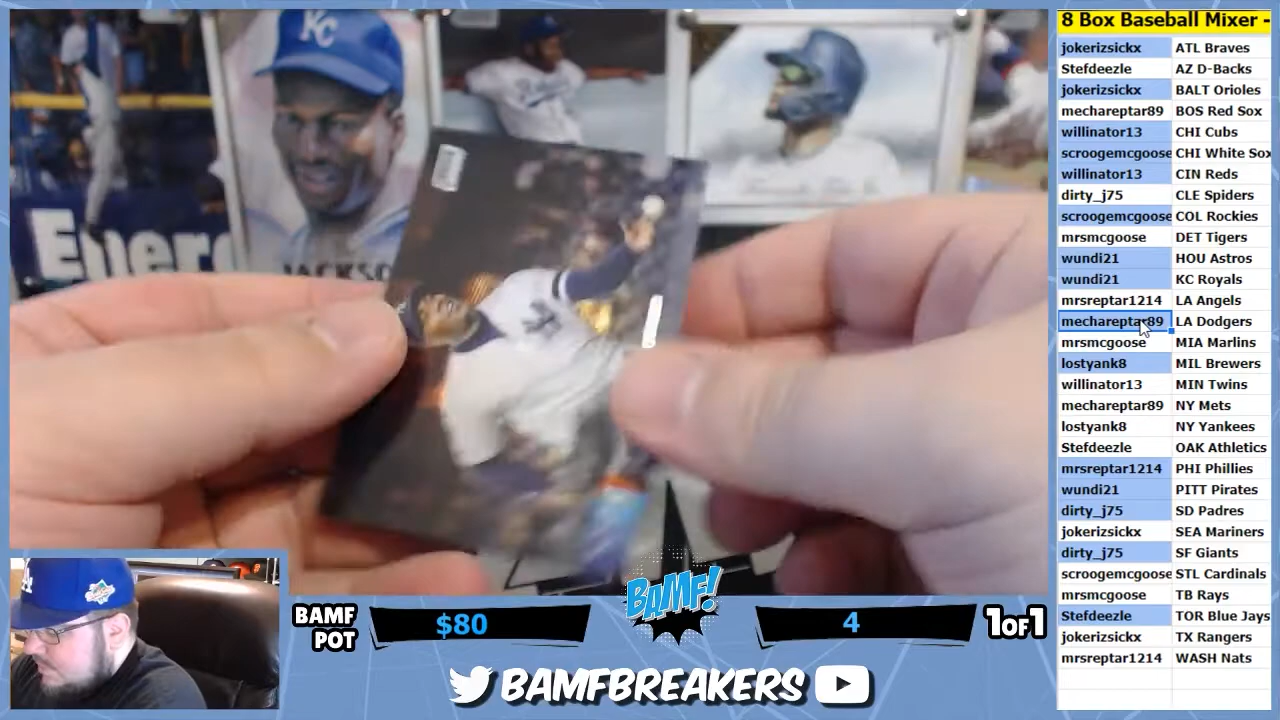 8 Box Baseball Mixer -
jokerizsickx ATL Braves
Stefdeezle AZ D-Backs
jokerizsickx BALT Orioles
mechareptar89 BOS Red Sox
willinator13 CHI Cubs
scroogemcgoose CHI White Sox
willinator13 CIN Reds
dirty_j75 CLE Spiders
scroogemcgoose COL Rockies
mrsmcgoose DET Tigers
wundi21 HOU Astros
wundi21 KC Royals
mrsreptar1214 LA Angels
mechareptar89 LA Dodgers
mrsmcgoose MIA Marlins
lostyank8 MIL Brewers
willinator13 MIN Twins
mechareptar89 NY Mets
lostyank8 NY Yankees
Stefdeezle OAK Athletics
mrsreptar1214 PHI Phillies
wundi21 PITT Pirates
dirty_j75 SD Padres
jokerizsickx SEA Mariners
dirty_j75 SF Giants
scroogemcgoose STL Cardinals
mrsmcgoose TB Rays
Stefdeezle TOR Blue Jays
jokerizsickx TX Rangers
mrsreptar1214 WASH Nats
KC
Ener
JACKSO
LA
BAMF POT
$80
BAMF!
4
1OF1
BAMFBREAKERS